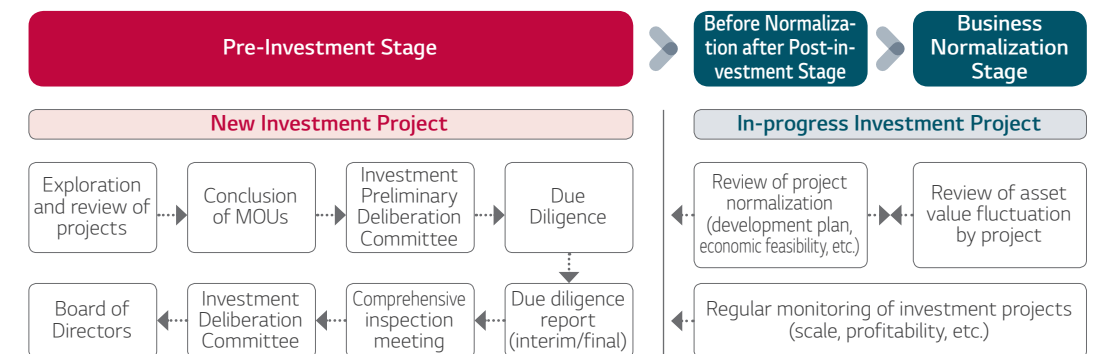 Pre-Investment Stage
Before Normaliza-
tion after Post-in-
vestment Stage
Business
Normalization
Stage
New Investment Project
In-progress Investment Project
Exploration
and review of
projects
Conclusion
of MOUs
Investment
Preliminary
Deliberation
Committee
Due
Diligence
Review of project
normalization
(development plan,
economic feasibility, etc.)
Review of asset
value fluctuation
by project
Board of
Directors
Investment
Deliberation
Committee
Comprehensive
inspection
meeting
Due diligence
report
(interim/final)
Regular monitoring of investment projects
(scale, profitability, etc.)